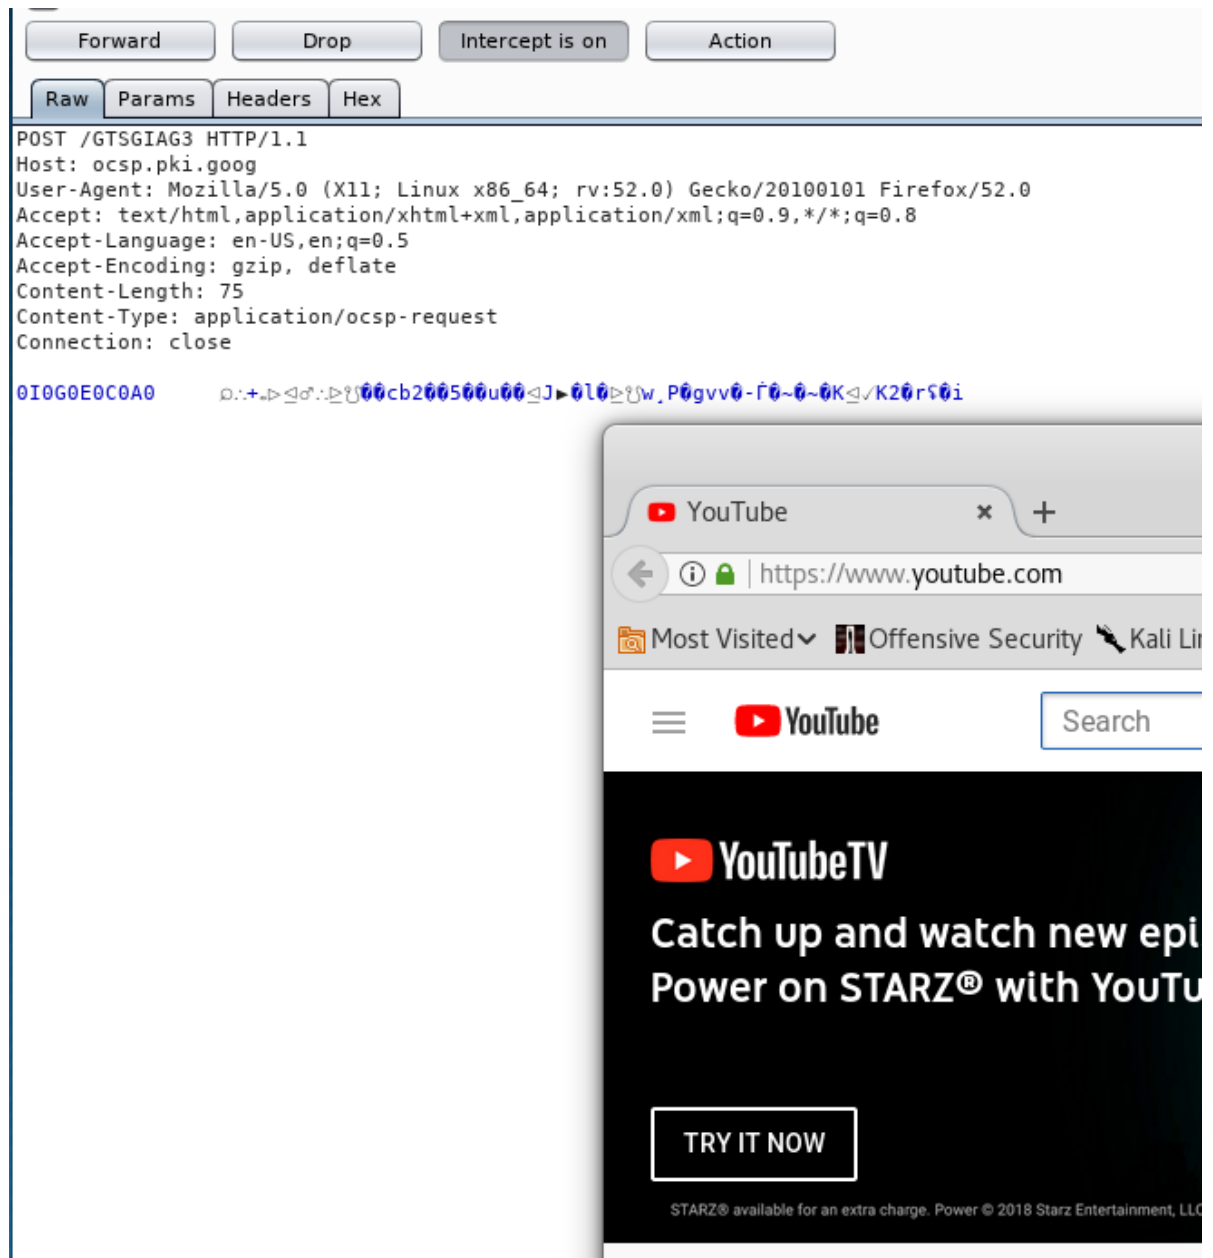 Forward Drop Intercept is on Action
Raw Params Headers Hex
POST /GTSGIAG3 HTTP/1.1
Host: ocsp.pki.goog
User-Agent: Mozilla/5.0 (X11; Linux x86_64; rv:52.0) Gecko/20100101 Firefox/52.0
Accept: text/html,application/xhtml+xml,application/xml;q=0.9,*/*;q=0.8
Accept-Language: en-US,en;q=0.5
Accept-Encoding: gzip, deflate
Content-Length: 75
Content-Type: application/ocsp-request
Connection: close
0I0G0E0C0A0
YouTube
https://www.youtube.com
Most Visited Offensive Security Kali
YouTube Search
YouTubeTV
Catch up and watch new
Power on STARZ® with
TRY IT NOW
STARZ® available for an extra charge. Power © 2018 Starz Entertainment,